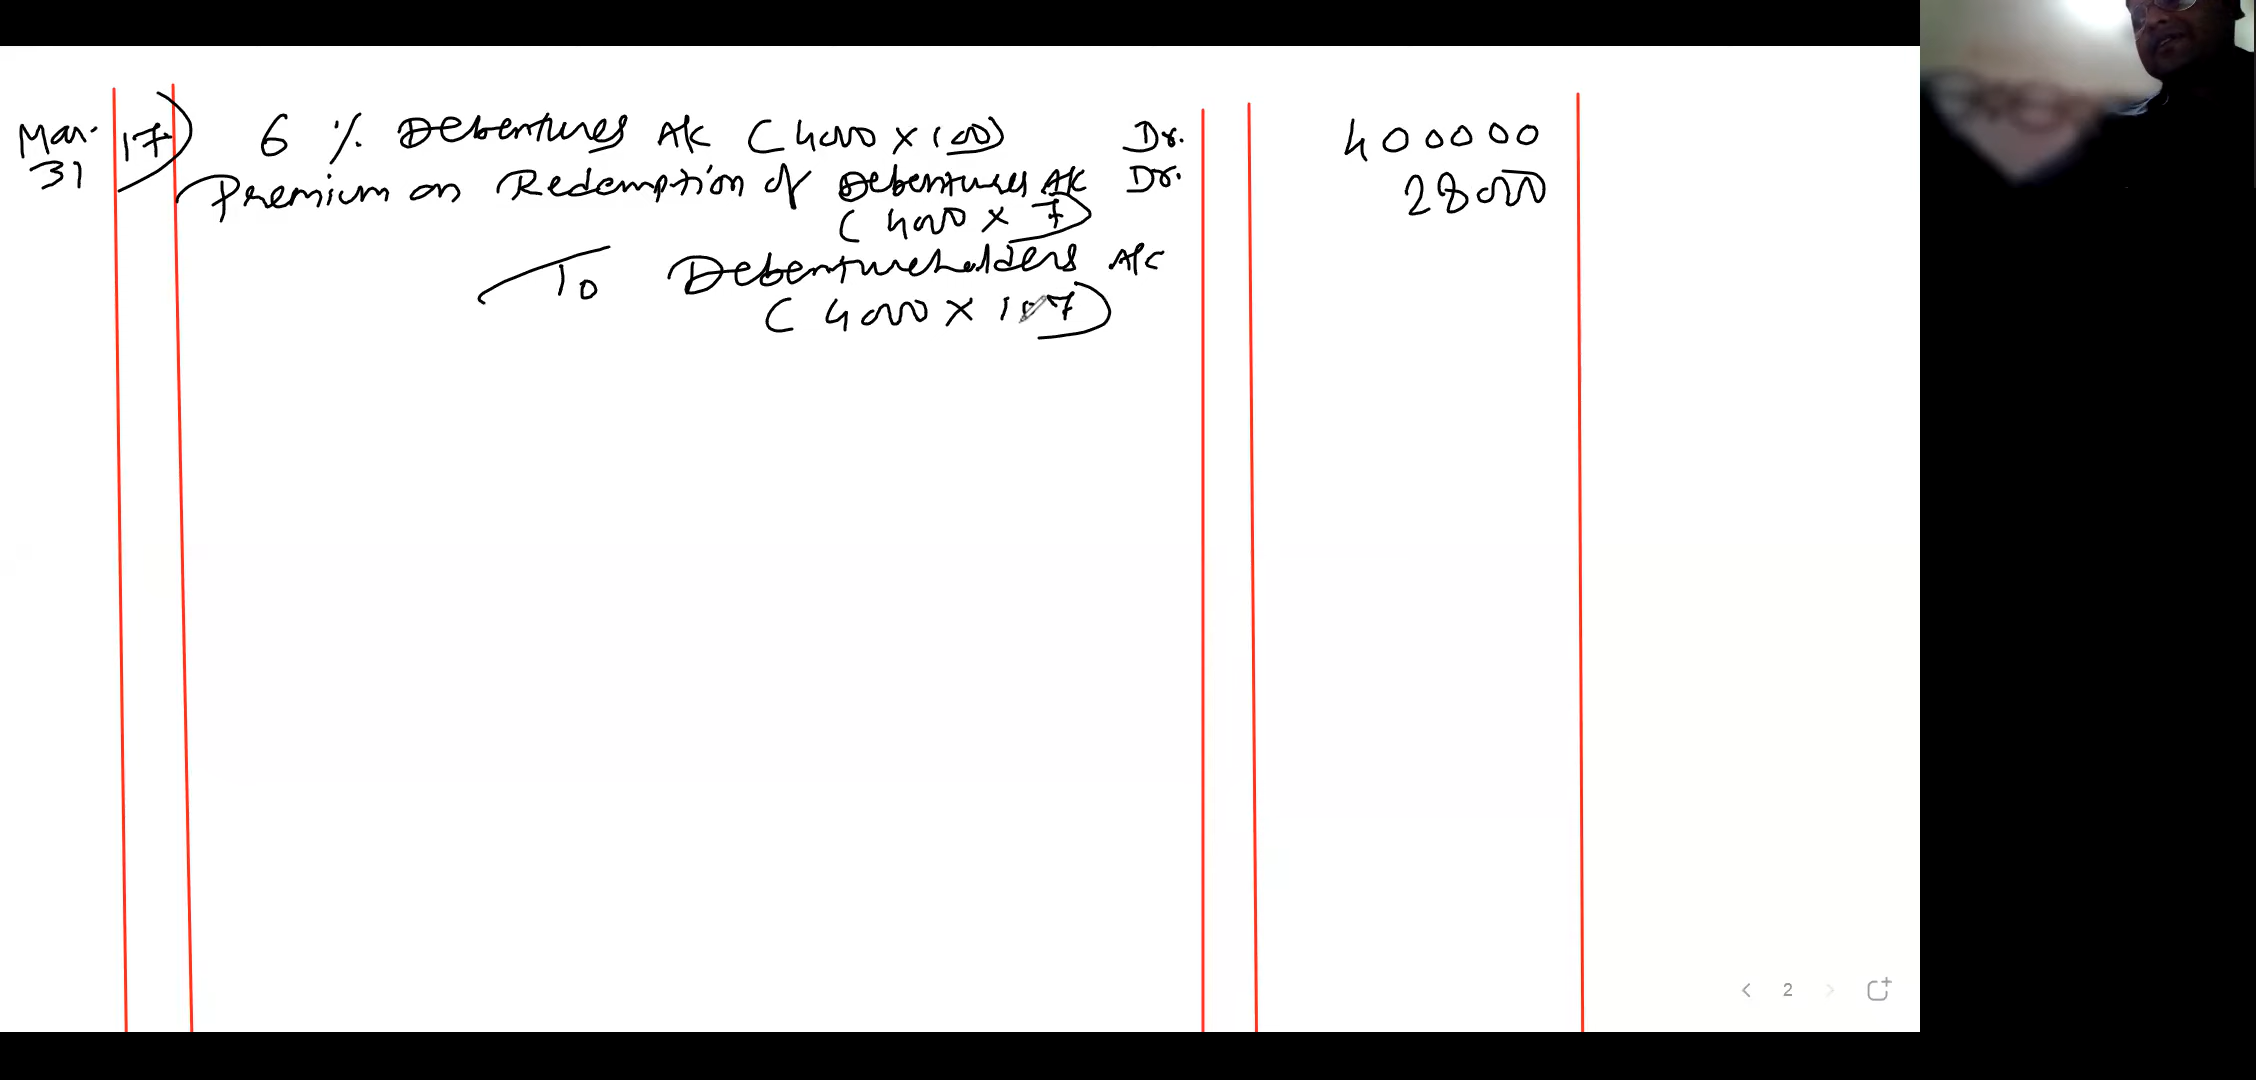 Mar. 17) 6 % Debentures A/c (4000 × 100) Dr. 400000
31 Premium on Redemption of Debentures A/c Dr. 28000
(4000 × 7)
To Debentureholders A/c
(4000 × 107)
2